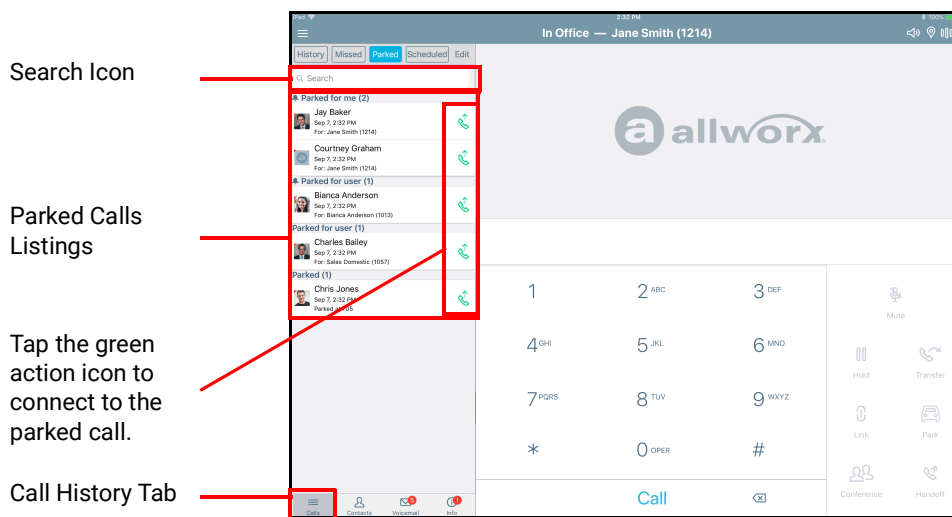 Search Icon
Parked Calls
Listings
Tap the green
action icon to
connect to the
parked call.
Call History Tab
iPad
2:32 PM
100%
In Office — Jane Smith (1214)
History Missed Parked Scheduled Edit
Search
Parked for me (2)
Jay Baker
Sep 7, 2:32 PM
For: Jane Smith (1214)
Courtney Graham
Sep 7, 2:32 PM
For: Jane Smith (1214)
Parked for user (1)
Bianca Anderson
Sep 7, 2:32 PM
For: Bianca Anderson (1013)
Parked for user (1)
Charles Bailey
Sep 7, 2:32 PM
For: Sales Domestic (1057)
Parked (1)
Chris Jones
Sep 7, 2:32 PM
Parked at 705
Calls Contacts Voicemail Info
a allworx
1 2 ABC 3 DEF
4 GHI 5 JKL 6 MNO
7 PQRS 8 TUV 9 WXYZ
* 0 OPER #
Call
Mute
Hold Transfer
Link Park
Conference Handoff